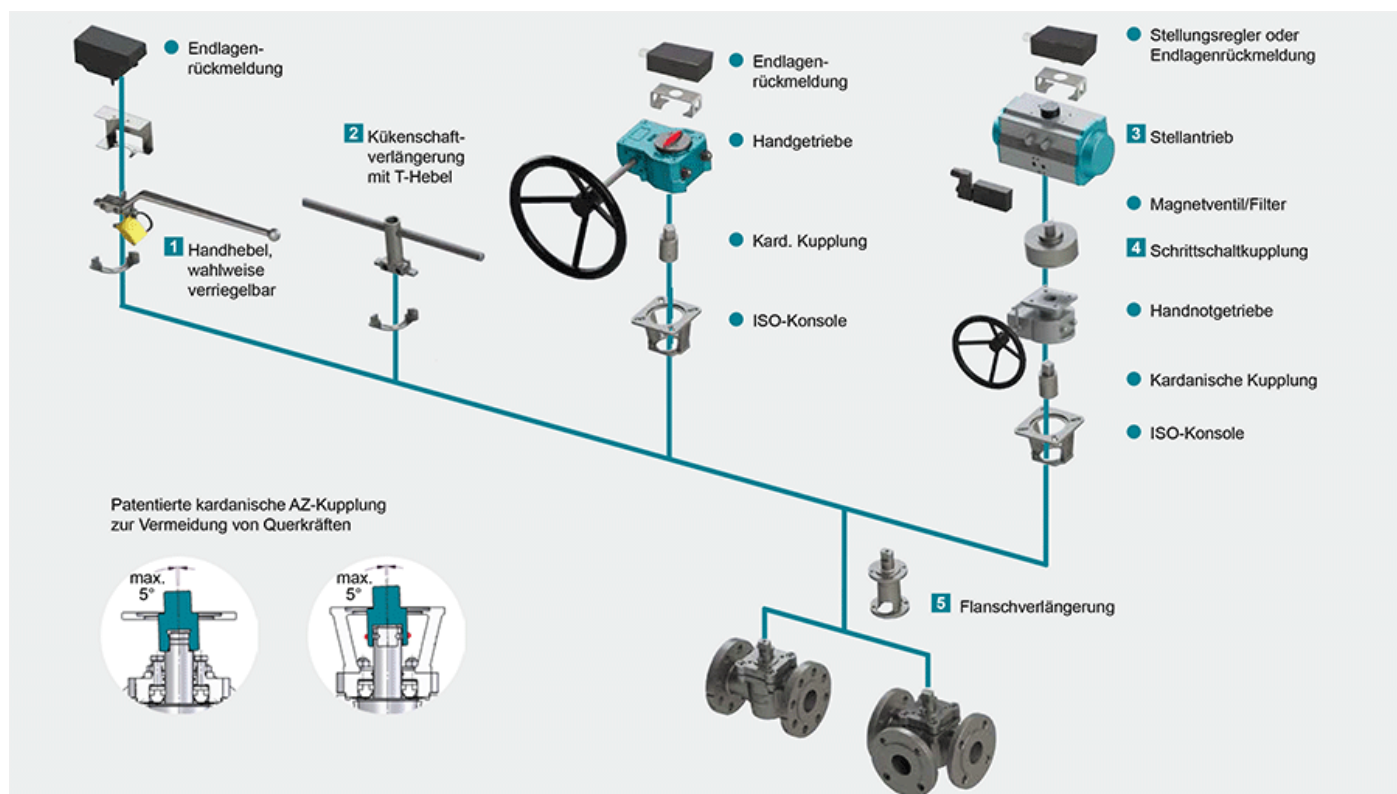 Endlagen-
rückmeldung
1 Handhebel,
wahlweise
verriegelbar
2 Kükenschaft-
verlängerung
mit T-Hebel
Endlagen-
rückmeldung
Handgetriebe
Kard. Kupplung
ISO-Konsole
Stellungsregler oder
Endlagenrückmeldung
3 Stellantrieb
Magnetventil/Filter
4 Schrittschaltkupplung
Handnotgetriebe
Kardanische Kupplung
ISO-Konsole
Patentierte kardanische AZ-Kupplung
zur Vermeidung von Querkräften
max.
5°
max.
5°
5 Flanschverlängerung